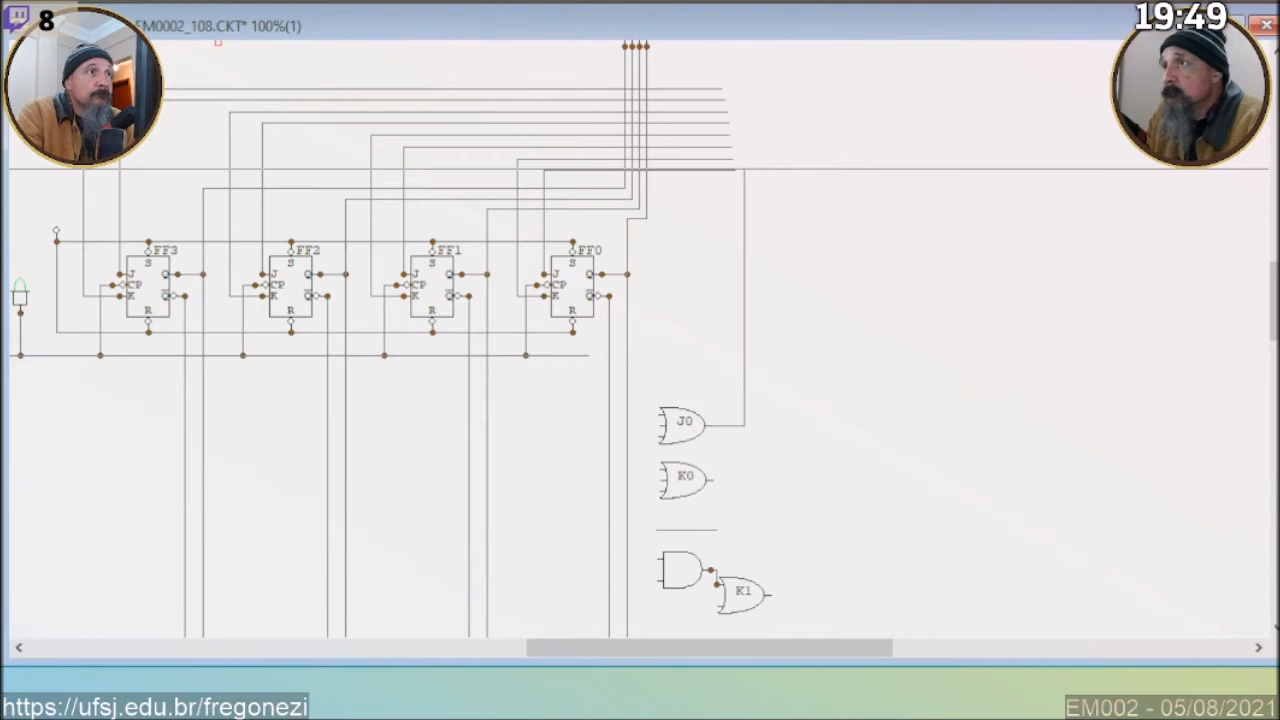 8
EM0002_108.CKT* 100%(1)
19:49
FF3
FF2
FF1
FF0
S
S
S
S
J
Q
J
Q
J
Q
J
Q
CP
CP
CP
CP
K
Q̅
K
Q̅
K
Q̅
K
Q̅
R
R
R
R
J0
K0
K1
https://ufsj.edu.br/fregonezi
EM002 - 05/08/2021